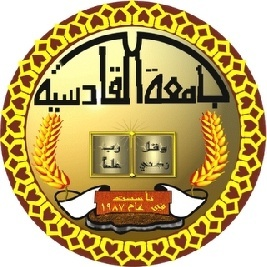 جامعة القادسية
وقل رب
زدني علماً
تأسست
في عام ١٩٨٧